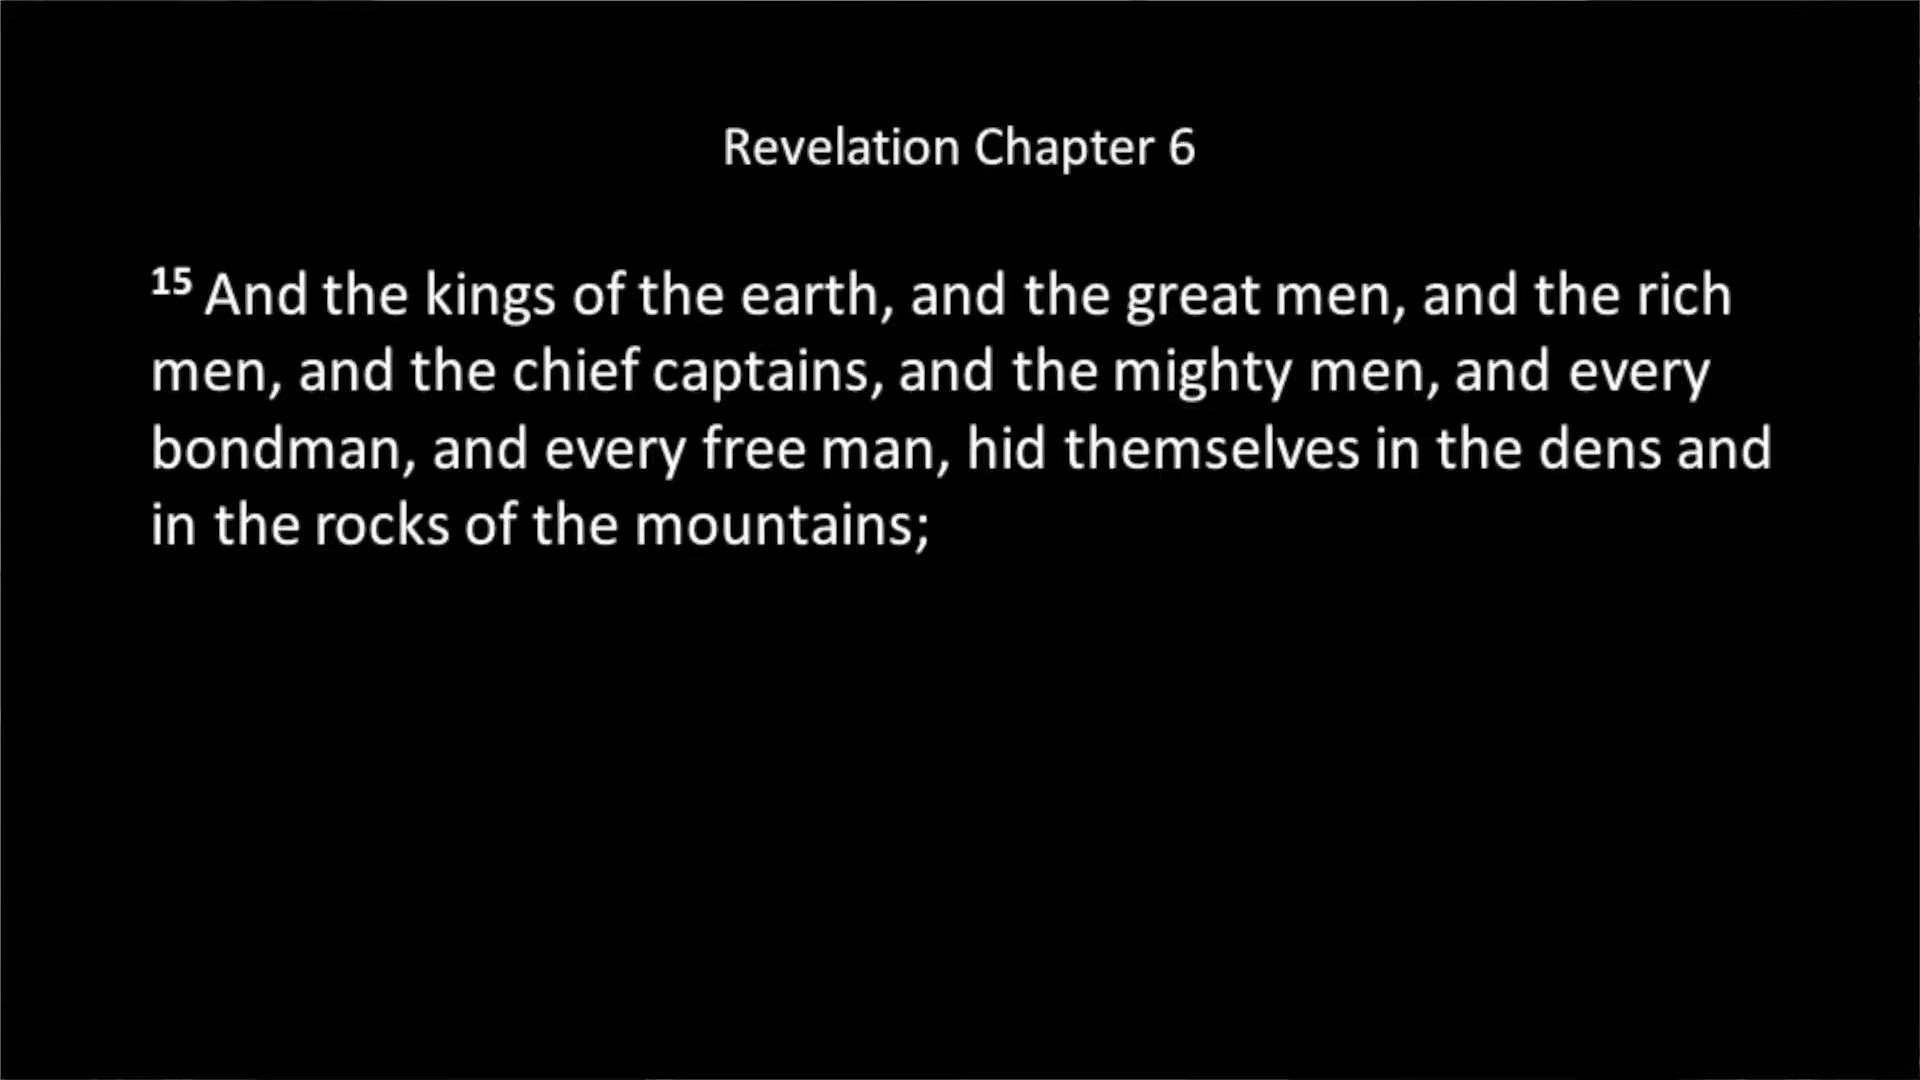 Revelation Chapter 6
15 And the kings of the earth, and the great men, and the rich
men, and the chief captains, and the mighty men, and every
bondman, and every free man, hid themselves in the dens and
in the rocks of the mountains;